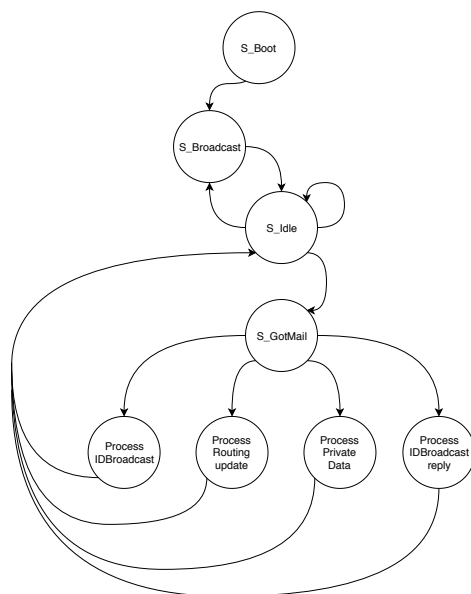 S_Boot
S_Broadcast
S_Idle
S_GotMail
Process
IDBroadcast
Process
Routing
update
Process
Private
Data
Process
IDBroadcast
reply